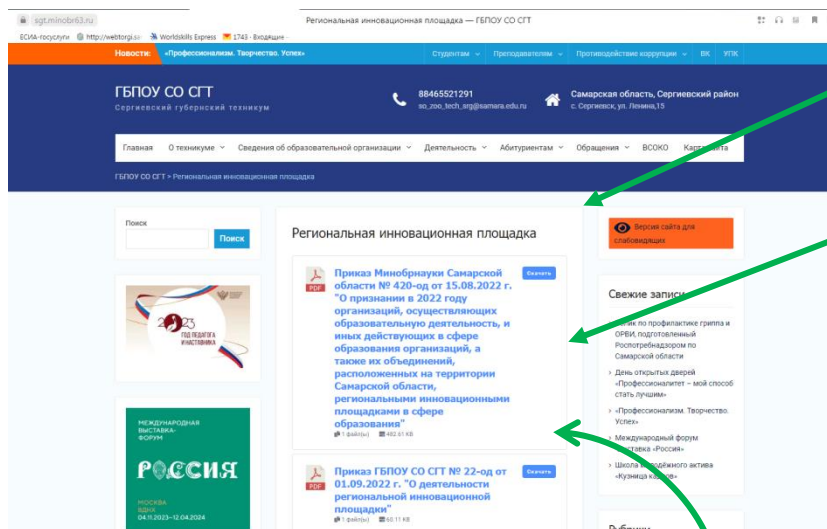 sgt.minobr63.ru
Региональная инновационная площадка — ГБПОУ СО СГТ
ЕСИА-госуслуги
http://webtorgi.sa
Worldskills Express
1743 - Входящие -
Новости: «Профессионализм. Творчество. Успех»
Студентам
Преподавателям
Противодействие коррупции
ВК
УПК
ГБПОУ СО СГТ
Сергиевский губернский техникум
88465521291
so_zoo_tech_srg@samara.edu.ru
Самарская область, Сергиевский район
с. Сергиевск, ул. Ленина,15
Главная
О техникуме
Сведения об образовательной организации
Деятельность
Абитуриентам
Обращения
ВСОКО
ГБПОУ СО СГТ > Региональная инновационная площадка
Поиск
Поиск
2023
ГОД ПЕДАГОГА
И НАСТАВНИКА
МЕЖДУНАРОДНАЯ
ВЫСТАВКА-
ФОРУМ
РОССИЯ
МОСКВА
ВДНХ
04.11.2023–12.04.2024
Региональная инновационная площадка
PDF
Приказ Минобрнауки Самарской
области № 420-од от 15.08.2022 г.
"О признании в 2022 году
организаций, осуществляющих
образовательную деятельность, и
иных действующих в сфере
образования организаций, а
также их объединений,
расположенных на территории
Самарской области,
региональными инновационными
площадками в сфере
образования"
1 файл(ы) 482.61 KB
Скачать
PDF
Приказ ГБПОУ СО СГТ № 22-од от
01.09.2022 г. "О деятельности
региональной инновационной
площадки"
1 файл(ы) 60.11 KB
Скачать
Версия сайта для
слабовидящих
Свежие записи
по профилактике гриппа и
ОРВИ, подготовленный
Роспотребнадзором по
Самарской области
День открытых дверей
«Профессионалитет – мой способ
стать лучшим»
«Профессионализм. Творчество.
Успех»
Международный форум
«Россия»
Школа молодёжного актива
«Кузница кадров»
Рубрики